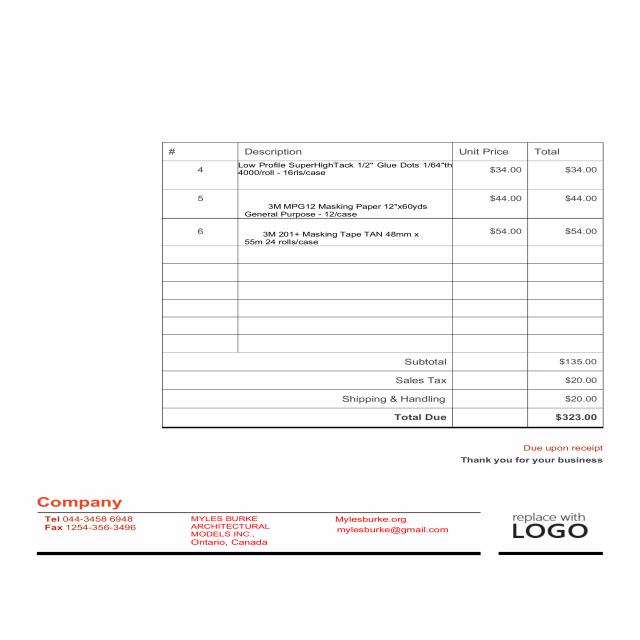 # Description Unit Price Total
4 Low Profile SuperHighTack 1/2" Glue Dots 1/64"th $34.00 $34.00
4000/roll - 16rls/case
5 $44.00 $44.00
3M MPG12 Masking Paper 12"x60yds
General Purpose - 12/case
6 3M 201+ Masking Tape TAN 48mm x $54.00 $54.00
55m 24 rolls/case
Subtotal $135.00
Sales Tax $20.00
Shipping & Handling $20.00
Total Due $323.00
Due upon receipt
Thank you for your business
Company
Tel 044-3458 6948
Fax 1254-356-3496
MYLES BURKE
ARCHITECTURAL
MODELS INC.,
Ontario, Canada
Mylesburke.org
mylesburke@gmail.com
replace with
LOGO